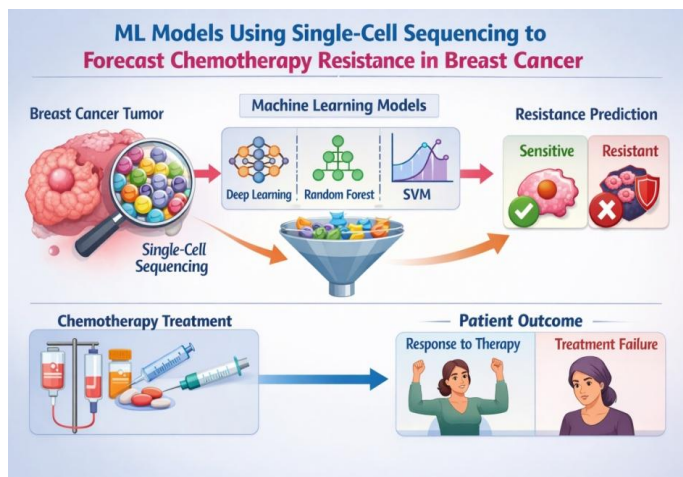 ML Models Using Single-Cell Sequencing to
Forecast Chemotherapy Resistance in Breast Cancer
Breast Cancer Tumor
Machine Learning Models
Resistance Prediction
Deep Learning
Random Forest
SVM
Sensitive
Resistant
Single-Cell
Sequencing
Chemotherapy Treatment
Patient Outcome
Response to Therapy
Treatment Failure